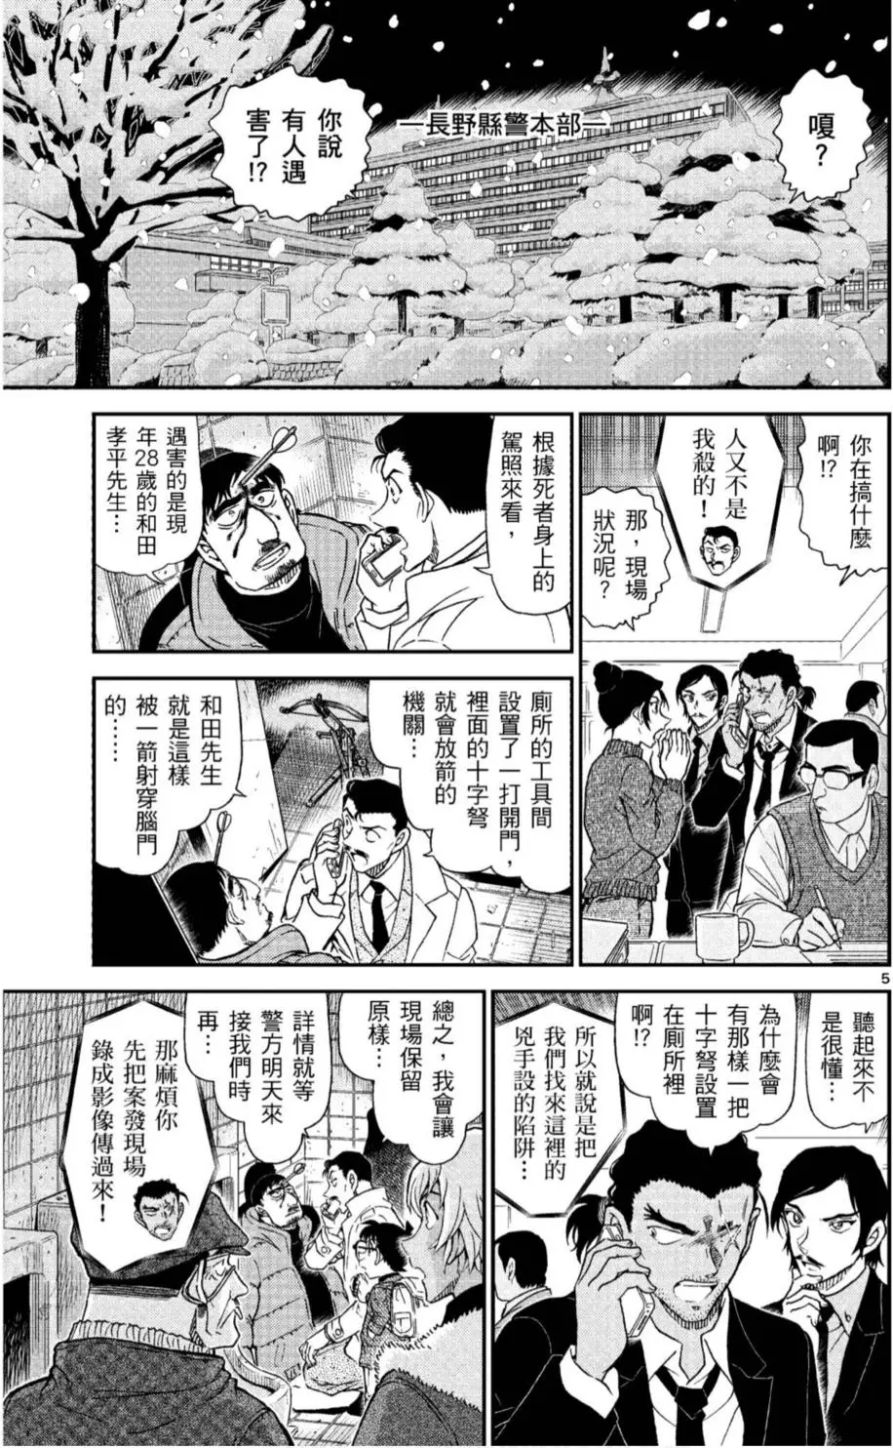 嗄？
—長野縣警本部—
你說
有人遇
害了!?
你在搞什麼
啊!?
人又不是
我殺的！
那，現場
狀況呢？
根據死者身上的
駕照來看，
遇害的是現
年28歲的和田
孝平先生…
廁所的工具間
設置了一打開門，
裡面的十字弩
就會放箭的
機關…
和田先生
就是這樣
被一箭射穿腦門
的……
5
聽起來不
是很懂…
為什麼會
有那樣一把
十字弩設置
在廁所裡
啊!?
所以就說是把
我們找來這裡的
兇手設的陷阱…
總之，我會讓
現場保留
原樣…
詳情就等
警方明天來
接我們時
再…
那麻煩你
先把案發現場
錄成影像傳過來！